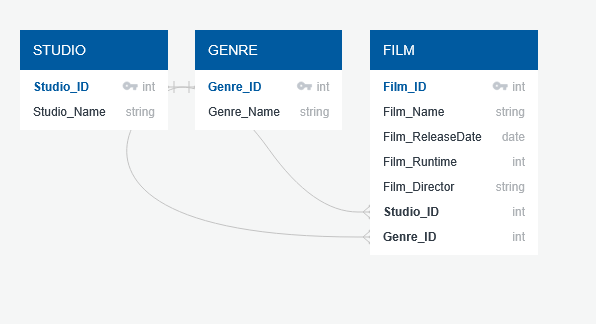 STUDIO
Studio_ID int
Studio_Name string
GENRE
Genre_ID int
Genre_Name string
FILM
Film_ID int
Film_Name string
Film_ReleaseDate date
Film_Runtime int
Film_Director string
Studio_ID int
Genre_ID int